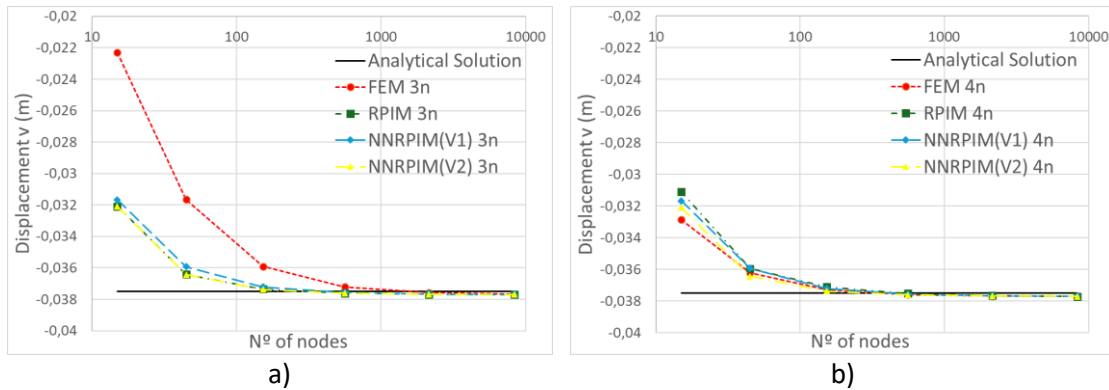 -0,02
10
100
1000
10000
-0,022
-0,024
-0,026
-0,028
-0,03
-0,032
-0,034
-0,036
-0,038
-0,04
Displacement v (m)
Analytical Solution
FEM 3n
RPIM 3n
NNRPIM(V1) 3n
NNRPIM(V2) 3n
Nº of nodes
a)
-0,02
10
100
1000
10000
-0,022
-0,024
-0,026
-0,028
-0,03
-0,032
-0,034
-0,036
-0,038
-0,04
Displacement v (m)
Analytical Solution
FEM 4n
RPIM 4n
NNRPIM(V1) 4n
NNRPIM(V2) 4n
Nº of nodes
b)